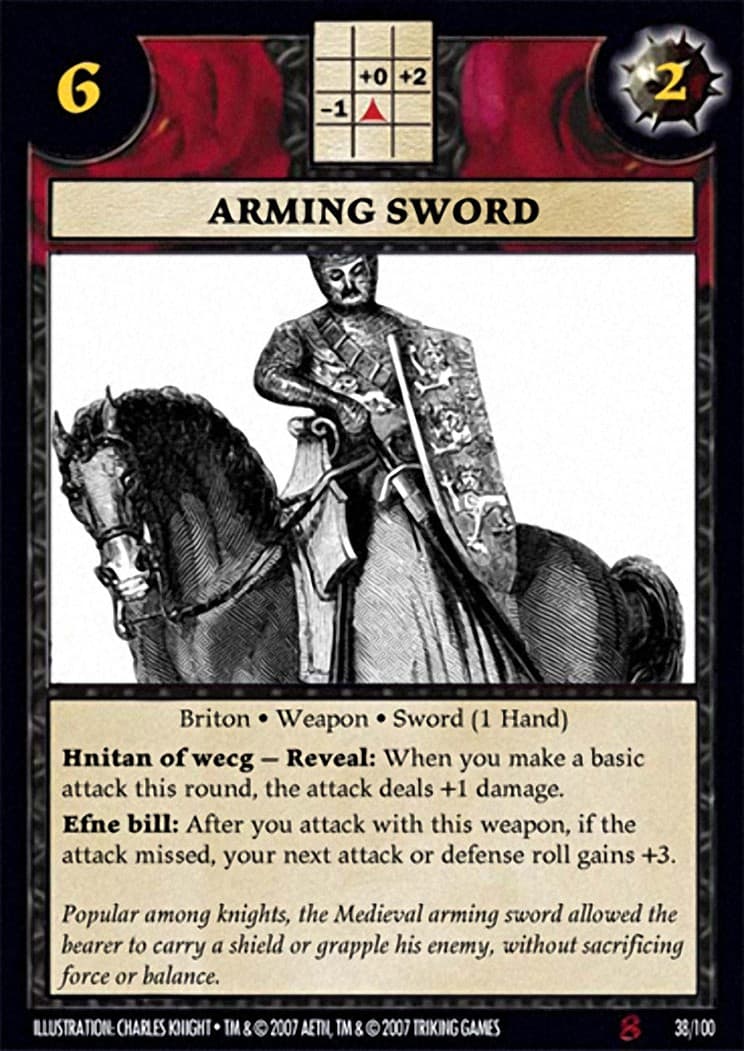 6
+0 +2
2
-1
ARMING SWORD
Briton • Weapon • Sword (1 Hand)
Hnitan of wecg – Reveal: When you make a basic
attack this round, the attack deals +1 damage.
Efne bill: After you attack with this weapon, if the
attack missed, your next attack or defense roll gains +3.
Popular among knights, the Medieval arming sword allowed the
bearer to carry a shield or grapple his enemy, without sacrificing
force or balance.
ILLUSTRATION: CHARLES KNIGHT • TM & © 2007 AETN, TM & © 2007 TRIKING GAMES
38/100